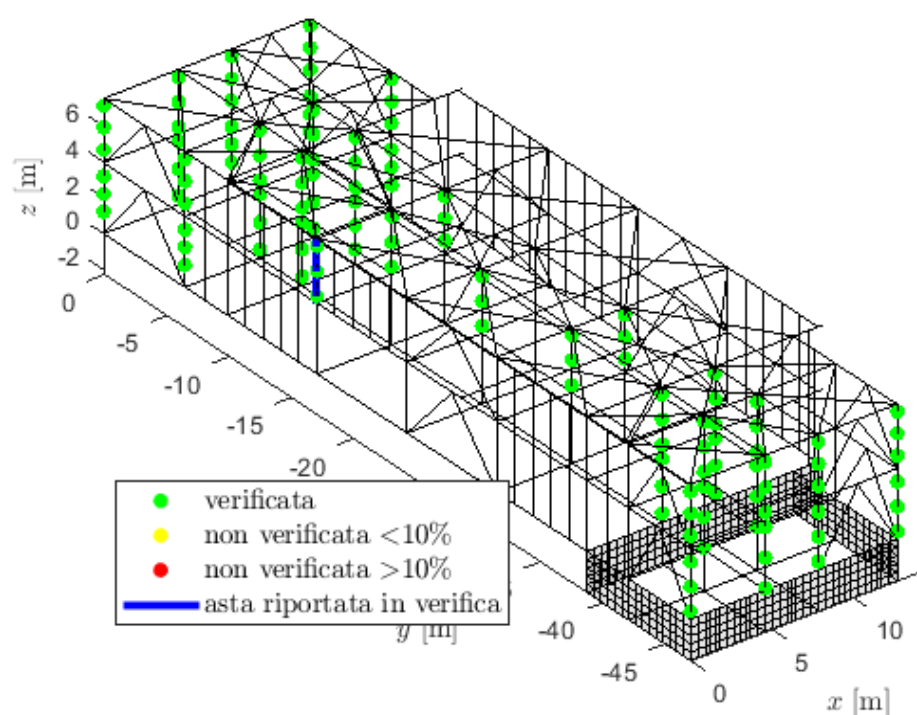 6
4
2
0
-2
z [m]
0
-5
-10
-15
-20
-40
-45
y [m]
0
5
10
x [m]
verificata
non verificata <10%
non verificata >10%
asta riportata in verifica